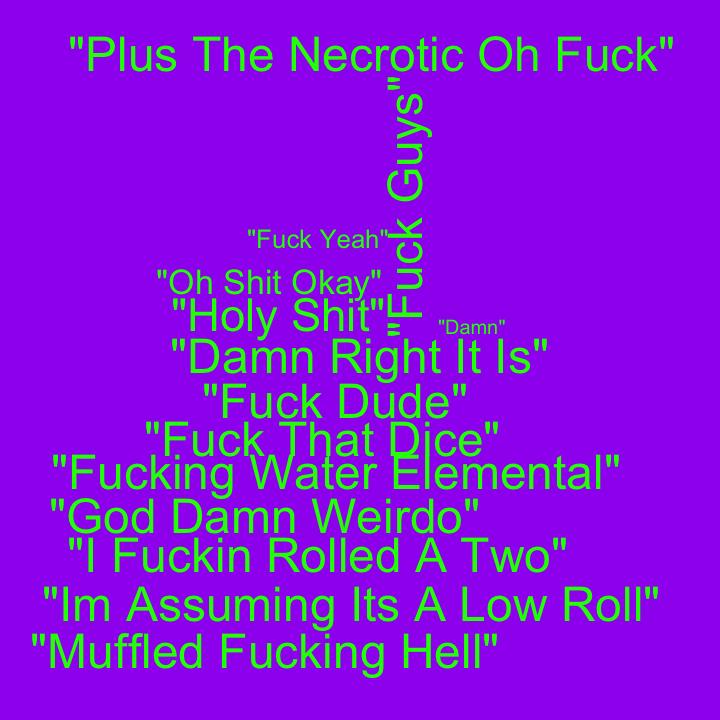 "Plus The Necrotic Oh Fuck"
"Fuck Guys"
"Fuck Yeah"
"Oh Shit Okay"
"Holy Shit"
"Damn"
"Damn Right It Is"
"Fuck Dude"
"Fuck That Dice"
"Fucking Water Elemental"
"God Damn Weirdo"
"I Fuckin Rolled A Two"
"Im Assuming Its A Low Roll"
"Muffled Fucking Hell"